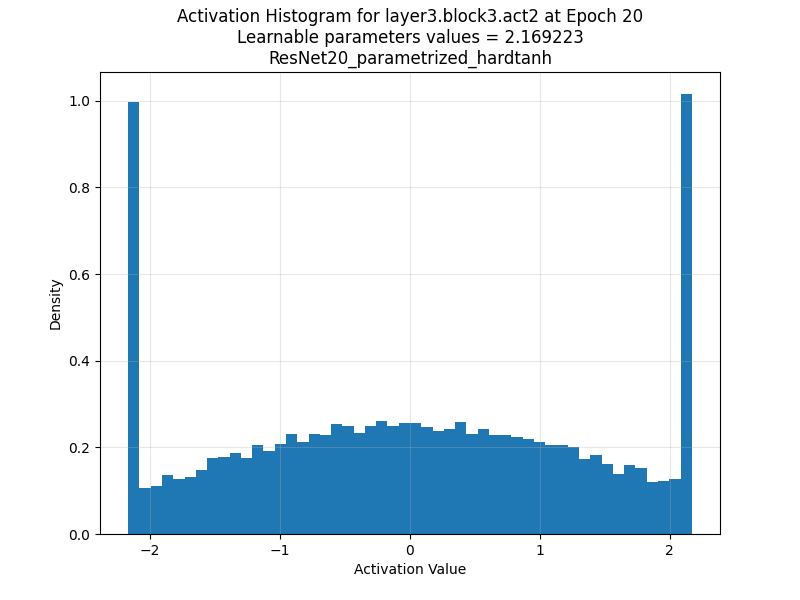 Activation Histogram for layer3.block3.act2 at Epoch 20
Learnable parameters values = 2.169223
ResNet20_parametrized_hardtanh
1.0
0.8
0.6
0.4
0.2
0.0
Density
−2
−1
0
1
2
Activation Value